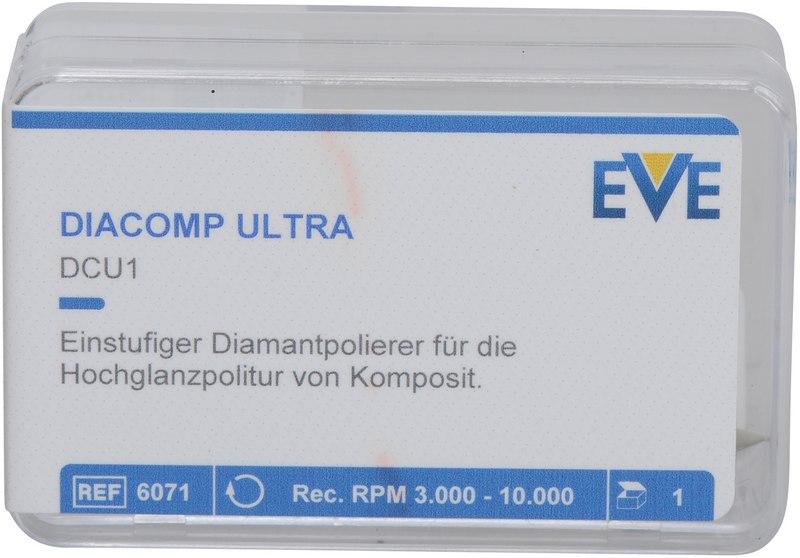 EVE
DIACOMP ULTRA
DCU1
Einstufiger Diamantpolierer für die
Hochglanzpolitur von Komposit.
REF 6071 Rec. RPM 3.000 - 10.000 1